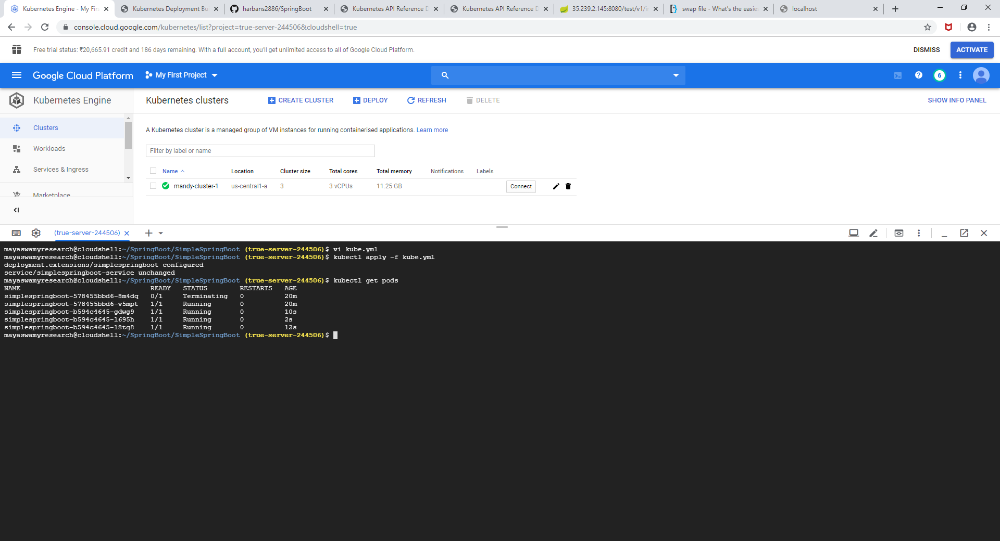 Kubernetes Engine - My Firs
Kubernetes Deployment Bu
harbans2886/SpringBoot
Kubernetes API Reference D
Kubernetes API Reference D
35.239.2.145:8080/test/v1/in
swap file - What's the easies
localhost
console.cloud.google.com/kubernetes/list?project=true-server-244506&cloudshell=true
Free trial status: ₹20,665.91 credit and 186 days remaining. With a full account, you'll get unlimited access to all of Google Cloud Platform.
DISMISS
ACTIVATE
Google Cloud Platform
My First Project
6
Kubernetes Engine
Kubernetes clusters
CREATE CLUSTER
DEPLOY
REFRESH
DELETE
SHOW INFO PANEL
Clusters
Workloads
Services & Ingress
Marketplace
A Kubernetes cluster is a managed group of VM instances for running containerised applications. Learn more
Filter by label or name
Name Location Cluster size Total cores Total memory Notifications Labels
mandy-cluster-1 us-central1-a 3 3 vCPUs 11.25 GB Connect
(true-server-244506)
mayaswamyresearch@cloudshell:~/SpringBoot/SimpleSpringBoot (true-server-244506)$ vi kube.yml
mayaswamyresearch@cloudshell:~/SpringBoot/SimpleSpringBoot (true-server-244506)$ kubectl apply -f kube.yml
deployment.extensions/simplespringboot configured
service/simplespringboot-service unchanged
mayaswamyresearch@cloudshell:~/SpringBoot/SimpleSpringBoot (true-server-244506)$ kubectl get pods
NAME READY STATUS RESTARTS AGE
simplespringboot-578455bbd6-8m4dq 0/1 Terminating 0 20m
simplespringboot-578455bbd6-v5mpt 1/1 Running 0 20m
simplespringboot-b594c4645-gdwg9 1/1 Running 0 10s
simplespringboot-b594c4645-l695h 1/1 Running 0 2s
simplespringboot-b594c4645-l8tq8 1/1 Running 0 12s
mayaswamyresearch@cloudshell:~/SpringBoot/SimpleSpringBoot (true-server-244506)$